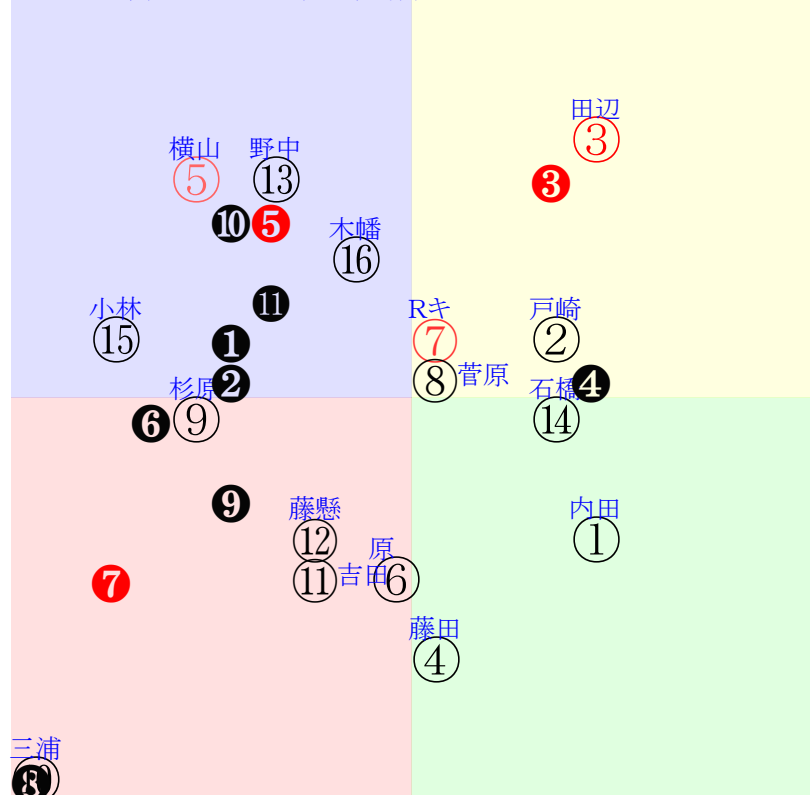 田辺
③
横山
野中
⑤
⑬
❸
❿
❺
木幡
⑯
⓫
小林
Rキ
戸崎
⑮
❶
⑦
②
❷
⑧
菅原
❹
杉原
石橋
❻
⑨
⑭
❾
藤懸
内田
⑫
①
原
❼
⑪
吉田
⑥
藤田
④
三浦